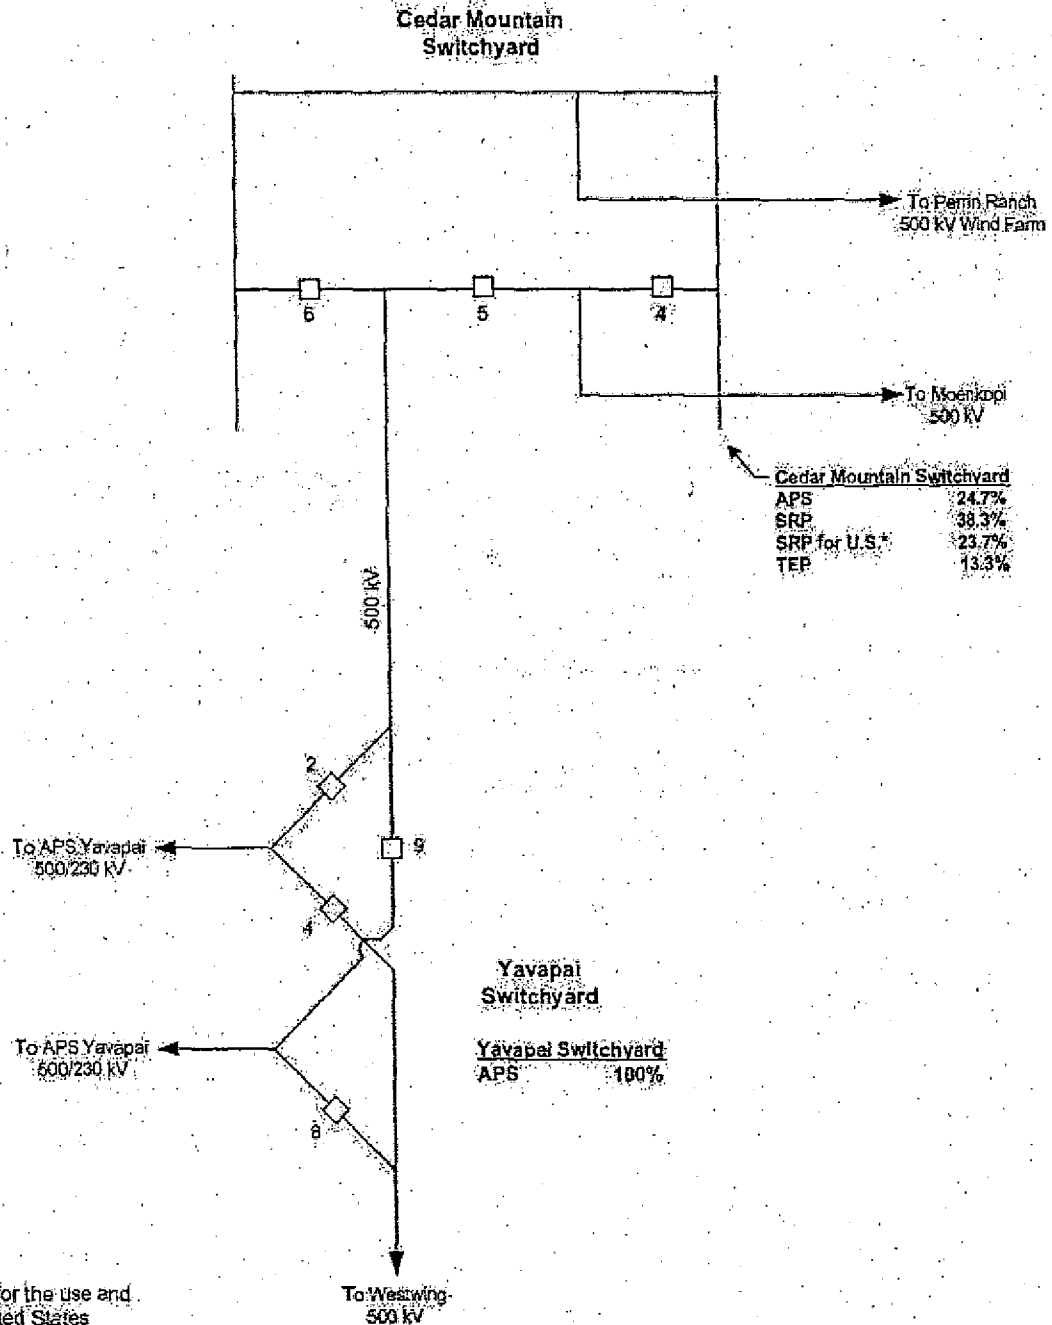 Cedar Mountain
Switchyard
To Perrin Ranch
500 kV Wind Farm
6
5
4
To Moenkopi
500 kV
Cedar Mountain Switchyard
APS 24.7%
SRP 38.3%
SRP for U.S.* 23.7%
TEP 13.3%
500 kV
2
To APS Yavapai
500/230 kV
9
4
Yavapai
Switchyard
To APS Yavapai
500/230 kV
Yavapai Switchyard
APS 100%
8
or the use and
ted States
To Westwing
500 kV